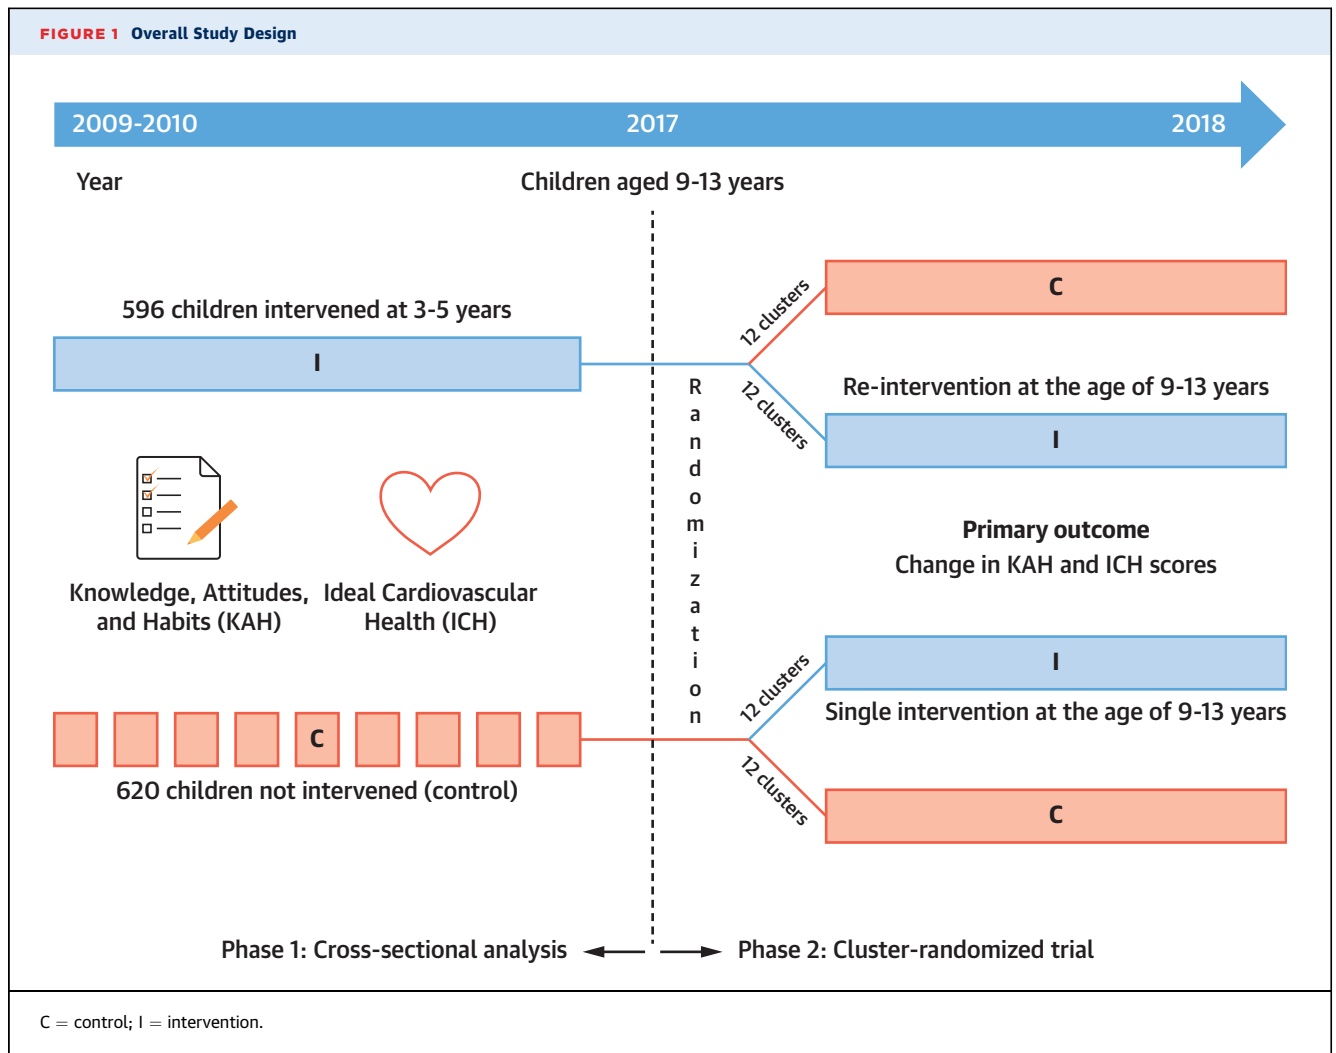 FIGURE 1 Overall Study Design
2009-2010 2017 2018
Year Children aged 9-13 years
596 children intervened at 3-5 years
I
Knowledge, Attitudes,
and Habits (KAH)
Ideal Cardiovascular
Health (ICH)
C
620 children not intervened (control)
Randomization
12 clusters
C
12 clusters
Re-intervention at the age of 9-13 years
I
Primary outcome
Change in KAH and ICH scores
12 clusters
I
Single intervention at the age of 9-13 years
12 clusters
C
Phase 1: Cross-sectional analysis
Phase 2: Cluster-randomized trial
C = control; I = intervention.